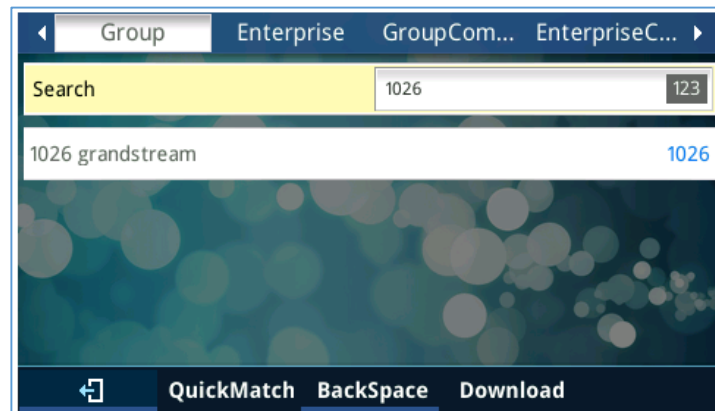 Group Enterprise GroupCom... EnterpriseC...
Search 1026 123
1026 grandstream 1026
QuickMatch BackSpace Download